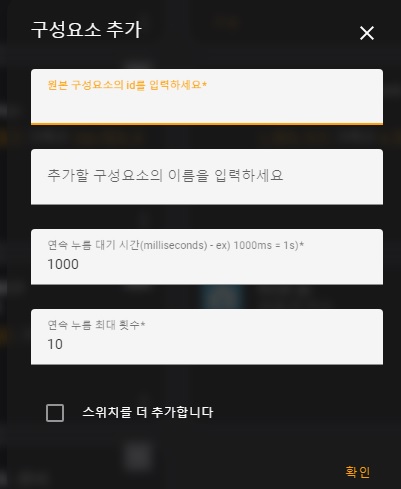 구성요소 추가
원본 구성요소의 id를 입력하세요*
추가할 구성요소의 이름을 입력하세요
연속 누름 대기 시간(milliseconds) - ex) 1000ms = 1s)*
1000
연속 누름 최대 횟수*
10
스위치를 더 추가합니다
확인